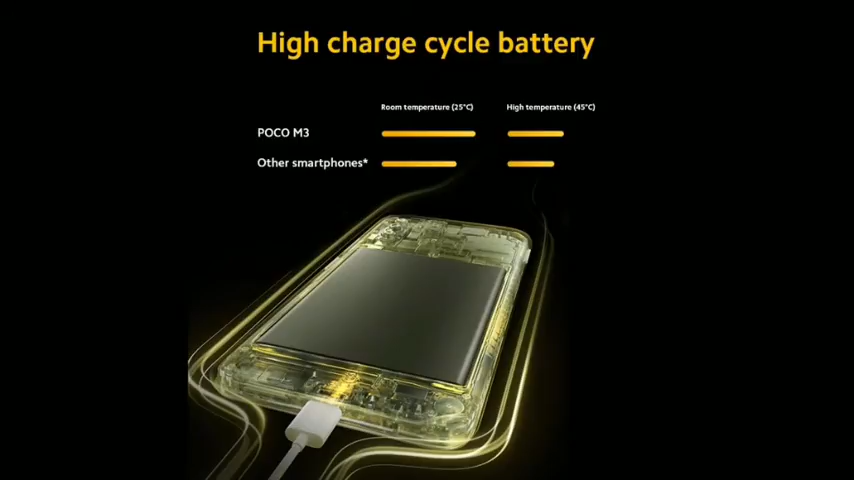 High charge cycle battery
Room temperature (25°C) High temperature (45°C)
POCO M3
Other smartphones*